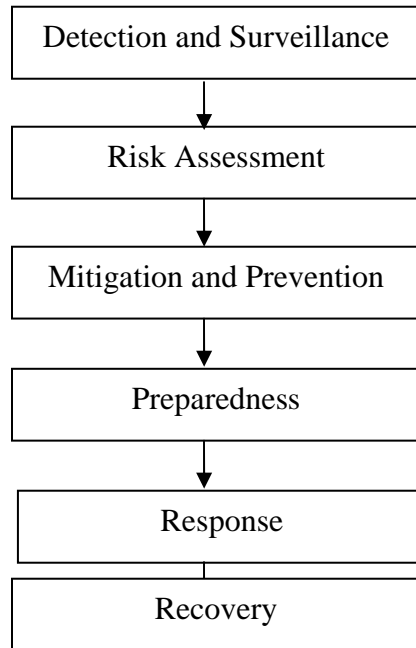 Detection and Surveillance
Risk Assessment
Mitigation and Prevention
Preparedness
Response
Recovery